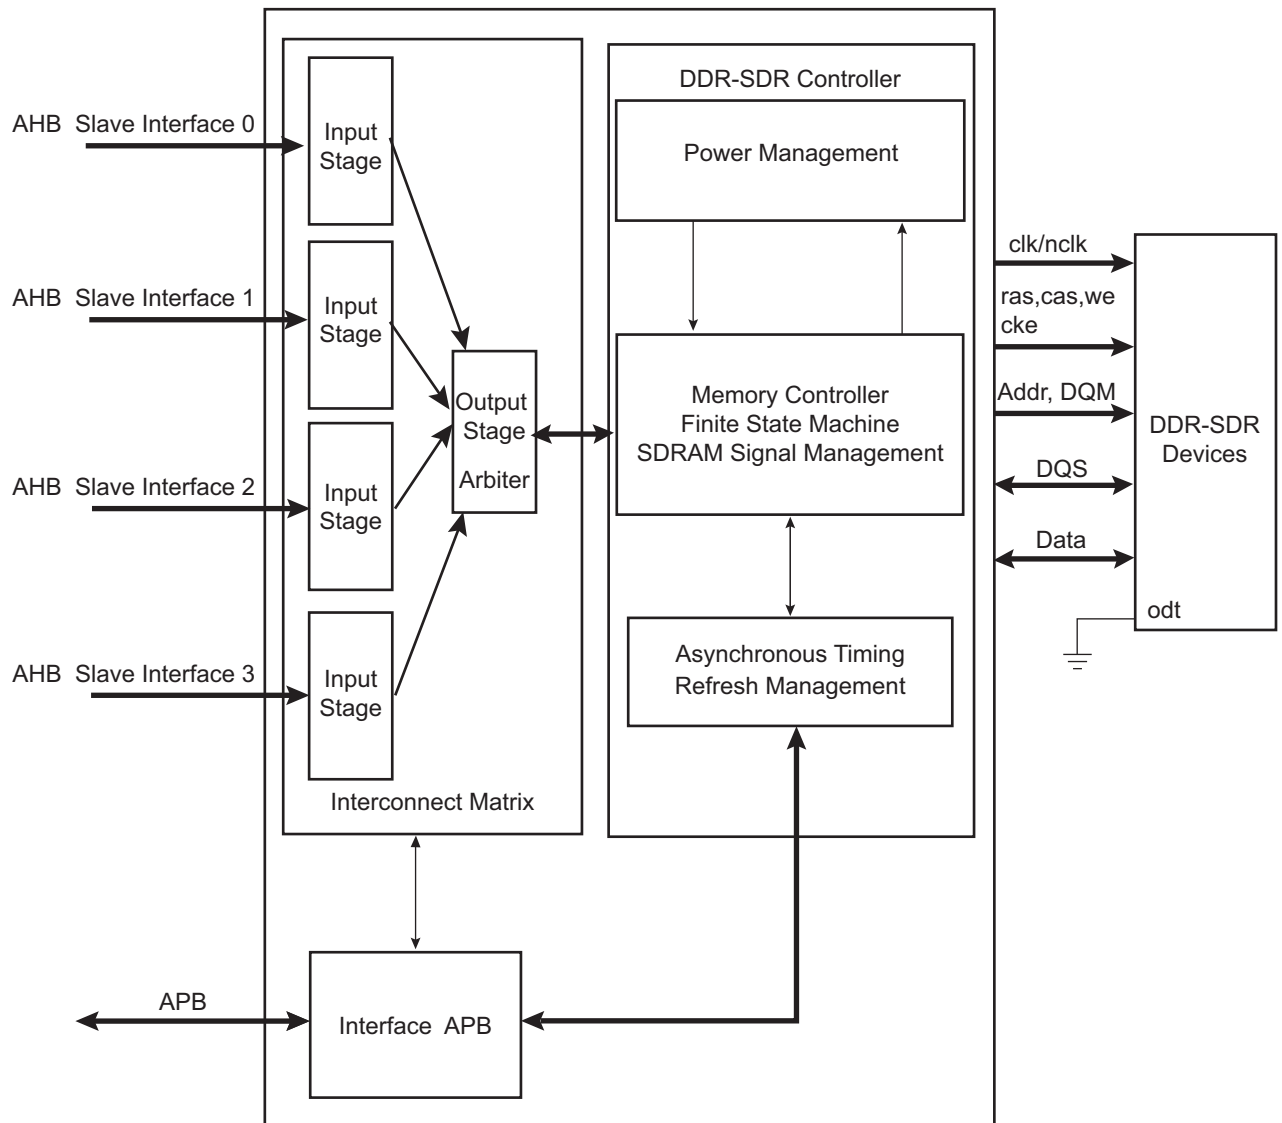 AHB Slave Interface 0
AHB Slave Interface 1
AHB Slave Interface 2
AHB Slave Interface 3
Input
Stage
Input
Stage
Input
Stage
Input
Stage
Output
Stage
Arbiter
Interconnect Matrix
DDR-SDR Controller
Power Management
Memory Controller
Finite State Machine
SDRAM Signal Management
Asynchronous Timing
Refresh Management
clk/nclk
ras,cas,we
cke
Addr, DQM
DQS
Data
odt
DDR-SDR
Devices
APB
Interface APB